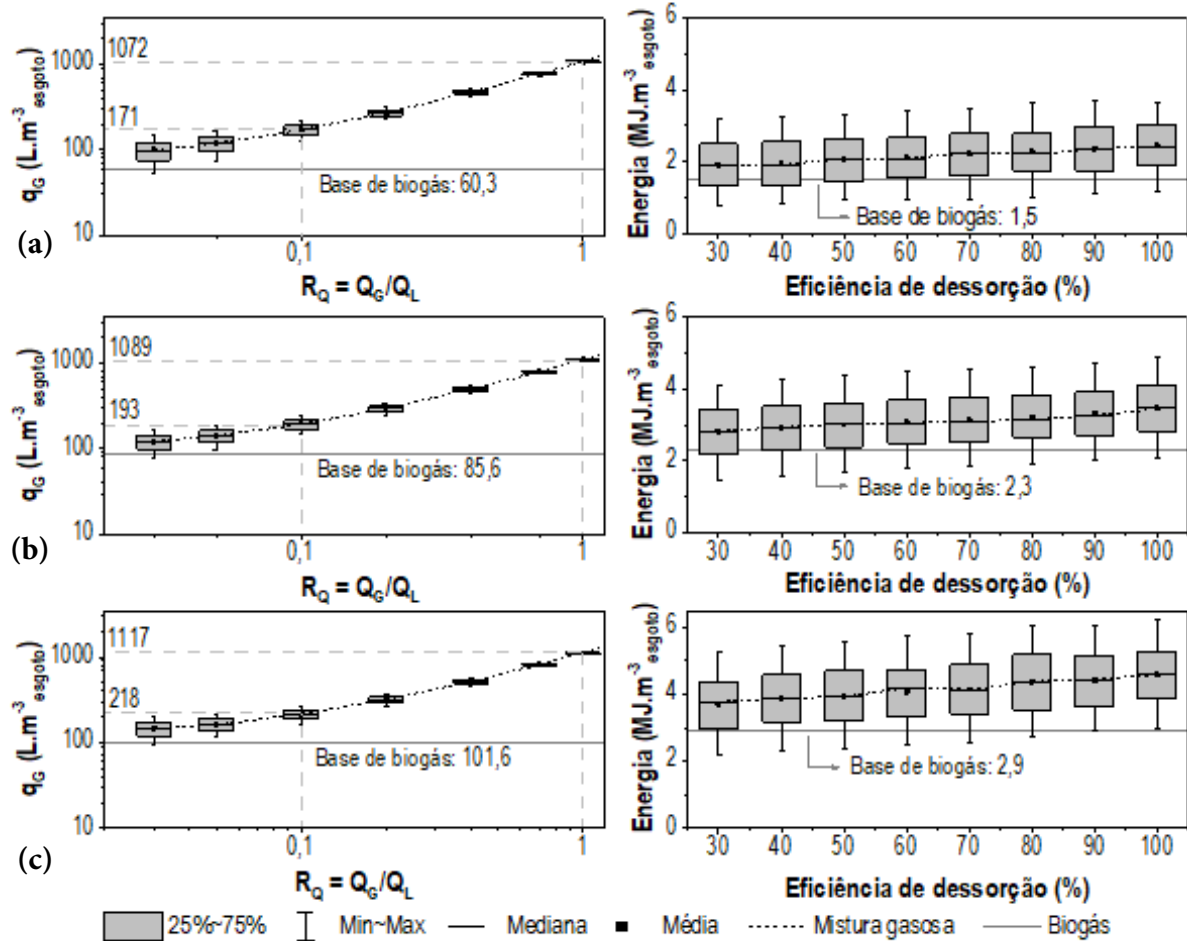 q_G (L.m⁻³ esgoto)
1000
100
10
1072
171
Base de biogás: 60,3
0,1
1
R_Q = Q_G/Q_L
(a)
Energia (MJ.m⁻³ esgoto)
6
4
2
0
Base de biogás: 1,5
30 40 50 60 70 80 90 100
Eficiência de dessorção (%)
q_G (L.m⁻³ esgoto)
1000
100
10
1089
193
Base de biogás: 85,6
0,1
1
R_Q = Q_G/Q_L
(b)
Energia (MJ.m⁻³ esgoto)
6
4
2
0
Base de biogás: 2,3
30 40 50 60 70 80 90 100
Eficiência de dessorção (%)
q_G (L.m⁻³ esgoto)
1000
100
10
1117
218
Base de biogás: 101,6
0,1
1
R_Q = Q_G/Q_L
(c)
Energia (MJ.m⁻³ esgoto)
6
4
2
0
Base de biogás: 2,9
30 40 50 60 70 80 90 100
Eficiência de dessorção (%)
25%~75% Min~Max Mediana Média Mistura gasosa Biogás